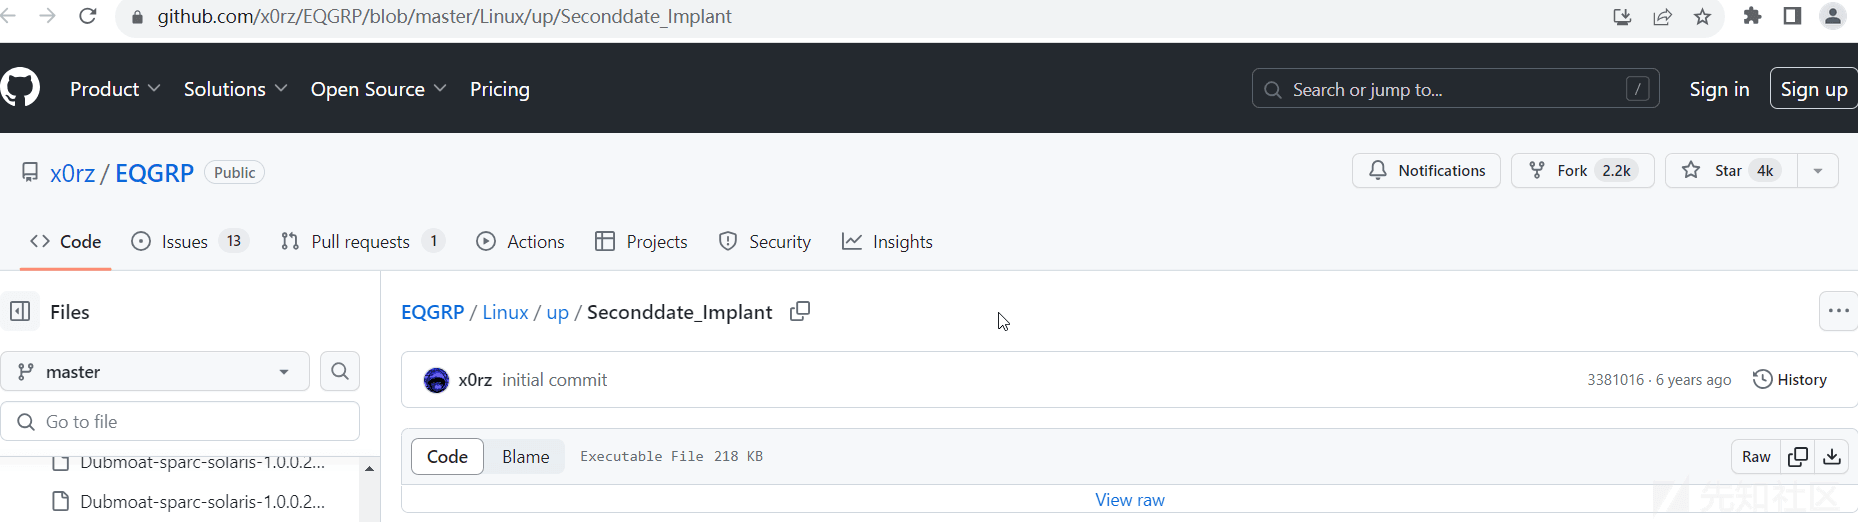 github.com/x0rz/EQGRP/blob/master/Linux/up/Seconddate_Implant
Product Solutions Open Source Pricing Search or jump to... / Sign in Sign up
x0rz / EQGRP Public Notifications Fork 2.2k Star 4k
Code Issues 13 Pull requests 1 Actions Projects Security Insights
Files
EQGRP / Linux / up / Seconddate_Implant
master
x0rz initial commit 3381016 · 6 years ago History
Go to file
Code Blame Executable File 218 KB Raw
Dubmoat-sparc-solaris-1.0.0.2...
Dubmoat-sparc-solaris-1.0.0.2...
View raw
先知社区